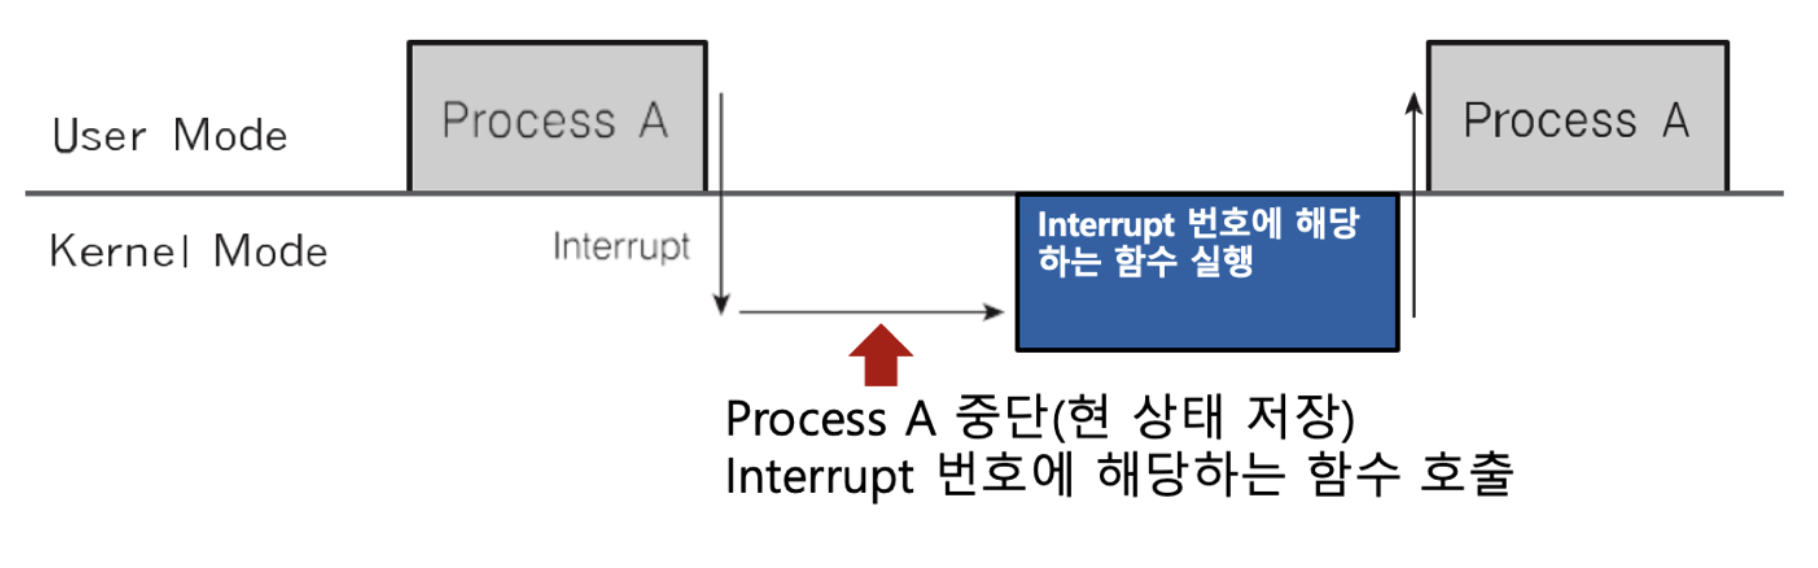 User Mode
Process A
Process A
Kernel Mode
Interrupt
Interrupt 번호에 해당
하는 함수 실행
Process A 중단(현 상태 저장)
Interrupt 번호에 해당하는 함수 호출